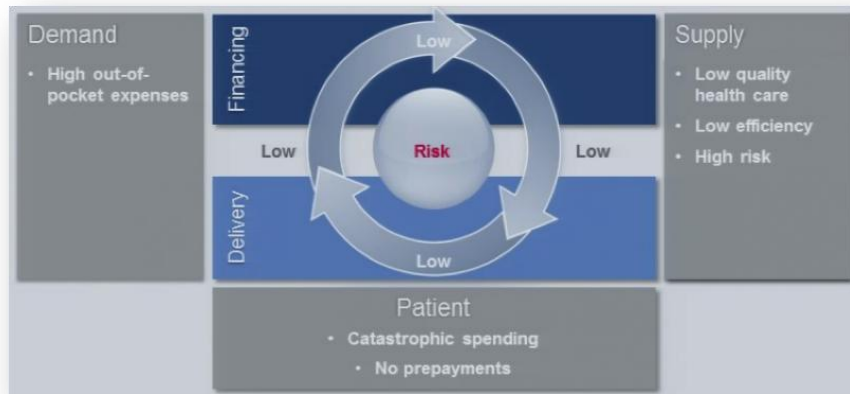 Demand
• High out-of-
pocket expenses
Financing
Low
Low
Risk
Low
Delivery
Low
Supply
• Low quality
health care
• Low efficiency
• High risk
Patient
• Catastrophic spending
• No prepayments